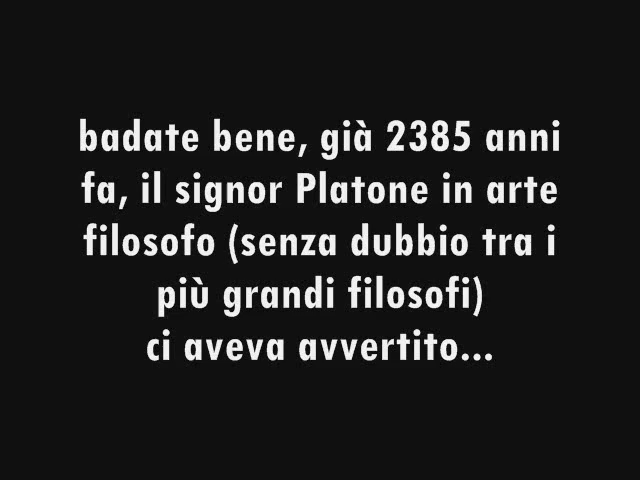 badate bene, già 2385 anni
fa, il signor Platone in arte
filosofo (senza dubbio tra i
più grandi filosofi)
ci aveva avvertito...